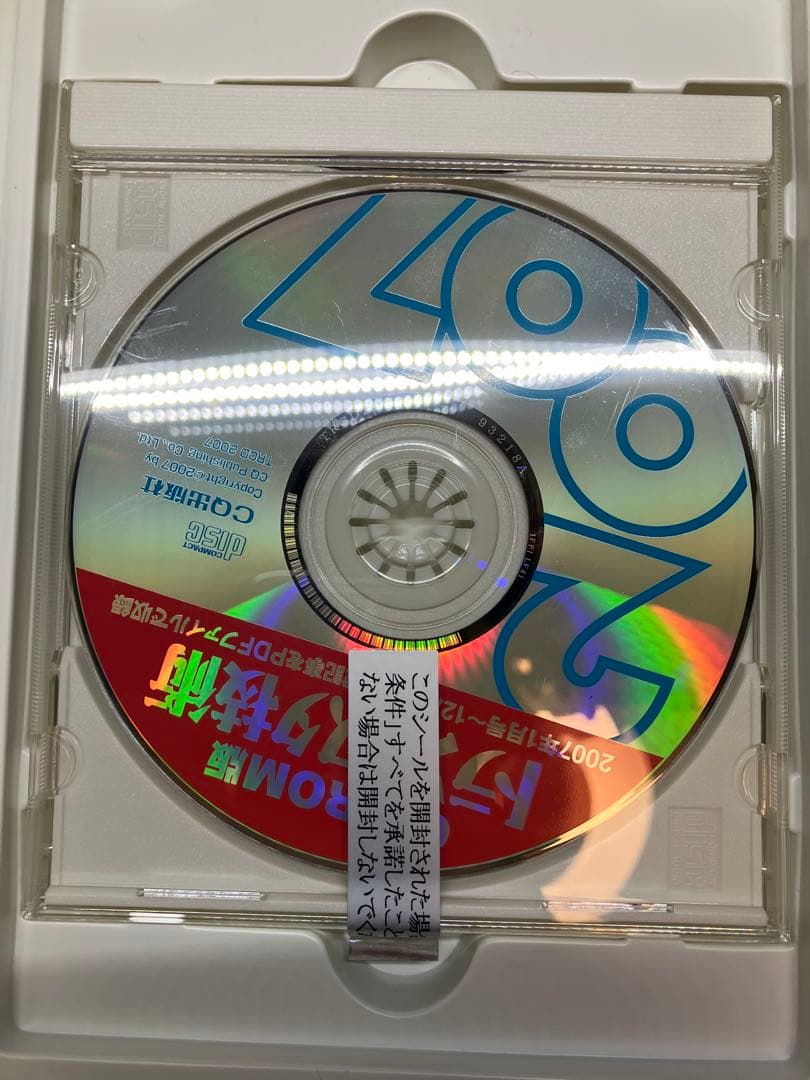 2007
CD-ROM版
トランジスタ技術
2007年1月号～12
記事をPDFファイルで収録
COMPACT
disc
CQ出版社
Copyright ©2007 by
CQ Publishing Co., Ltd.
TRCD 2007
93218A
このシールを開封された場
条件」すべてを承諾したこと
ない場合は開封しないでく